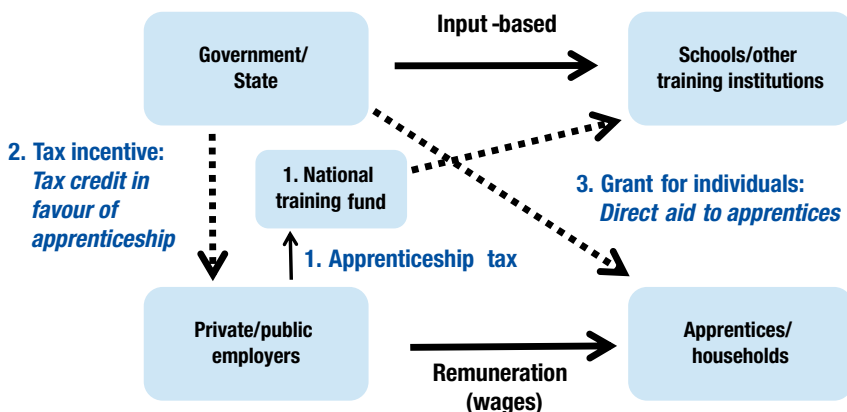 Input -based
Government/
State
Schools/other
training institutions
2. Tax incentive:
Tax credit in
favour of
apprenticeship
1. National
training fund
3. Grant for individuals:
Direct aid to apprentices
1. Apprenticeship tax
Private/public
employers
Apprentices/
households
Remuneration
(wages)